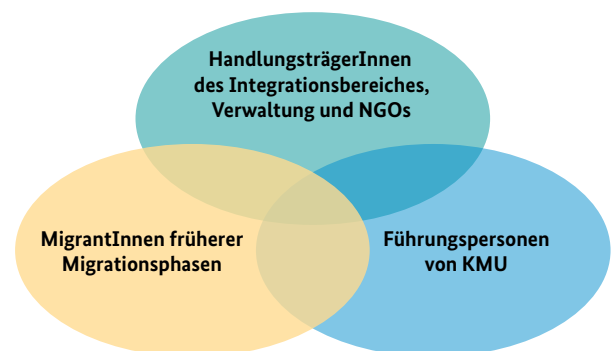 HandlungsträgerInnen
des Integrationsbereiches,
Verwaltung und NGOs
MigrantInnen früherer
Migrationsphasen
Führungspersonen
von KMU